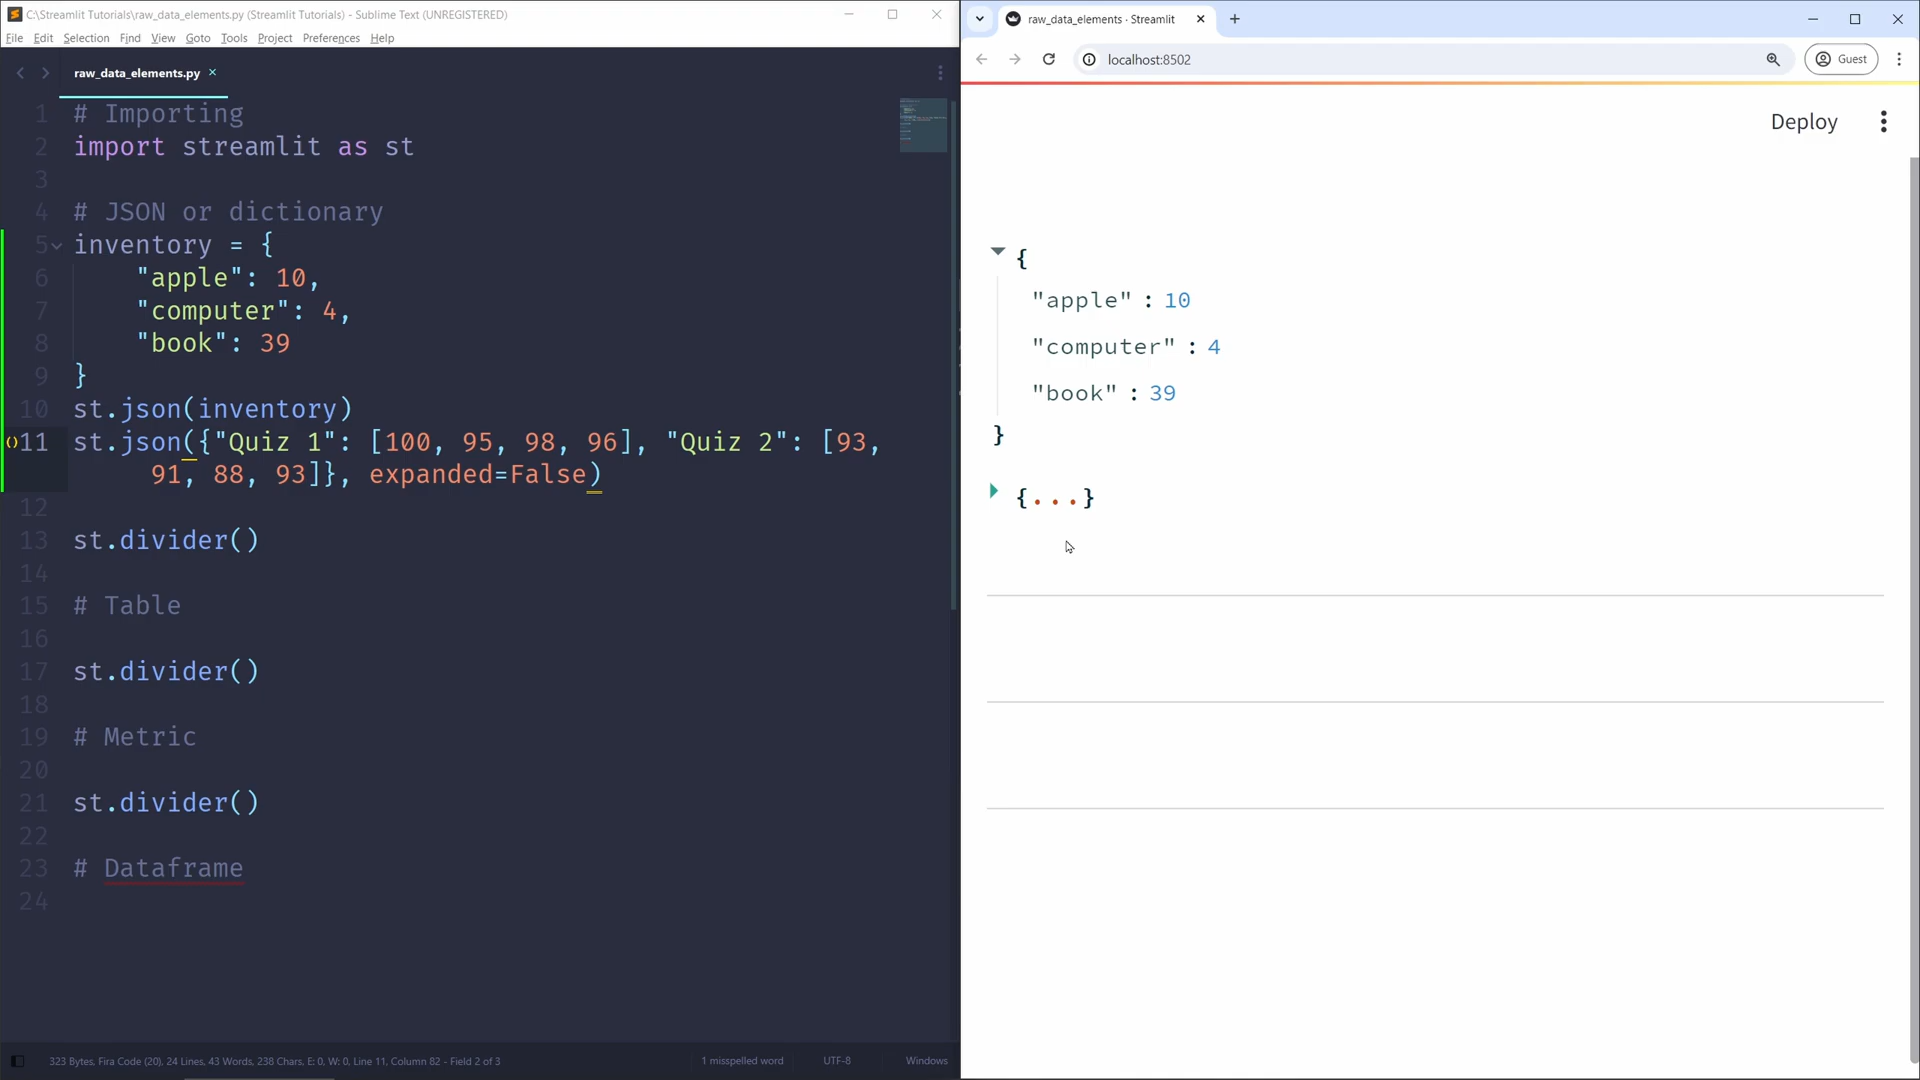 C:\Streamlit Tutorials\raw_data_elements.py (Streamlit Tutorials) - Sublime Text (UNREGISTERED)
File Edit Selection Find View Goto Tools Project Preferences Help
raw_data_elements.py
1 # Importing
2 import streamlit as st
3
4 # JSON or dictionary
5 inventory = {
6 "apple": 10,
7 "computer": 4,
8 "book": 39
9 }
10 st.json(inventory)
11 st.json({"Quiz 1": [100, 95, 98, 96], "Quiz 2": [93,
91, 88, 93]}, expanded=False)
12
13 st.divider()
14
15 # Table
16
17 st.divider()
18
19 # Metric
20
21 st.divider()
22
23 # Dataframe
24
323 Bytes, Fira Code (20), 24 Lines, 43 Words, 238 Chars, E: 0, W: 0, Line 11, Column 82 - Field 2 of 3
1 misspelled word
UTF-8
Windows
raw_data_elements · Streamlit
localhost:8502
Guest
Deploy
{
"apple" : 10
"computer" : 4
"book" : 39
}
{...}